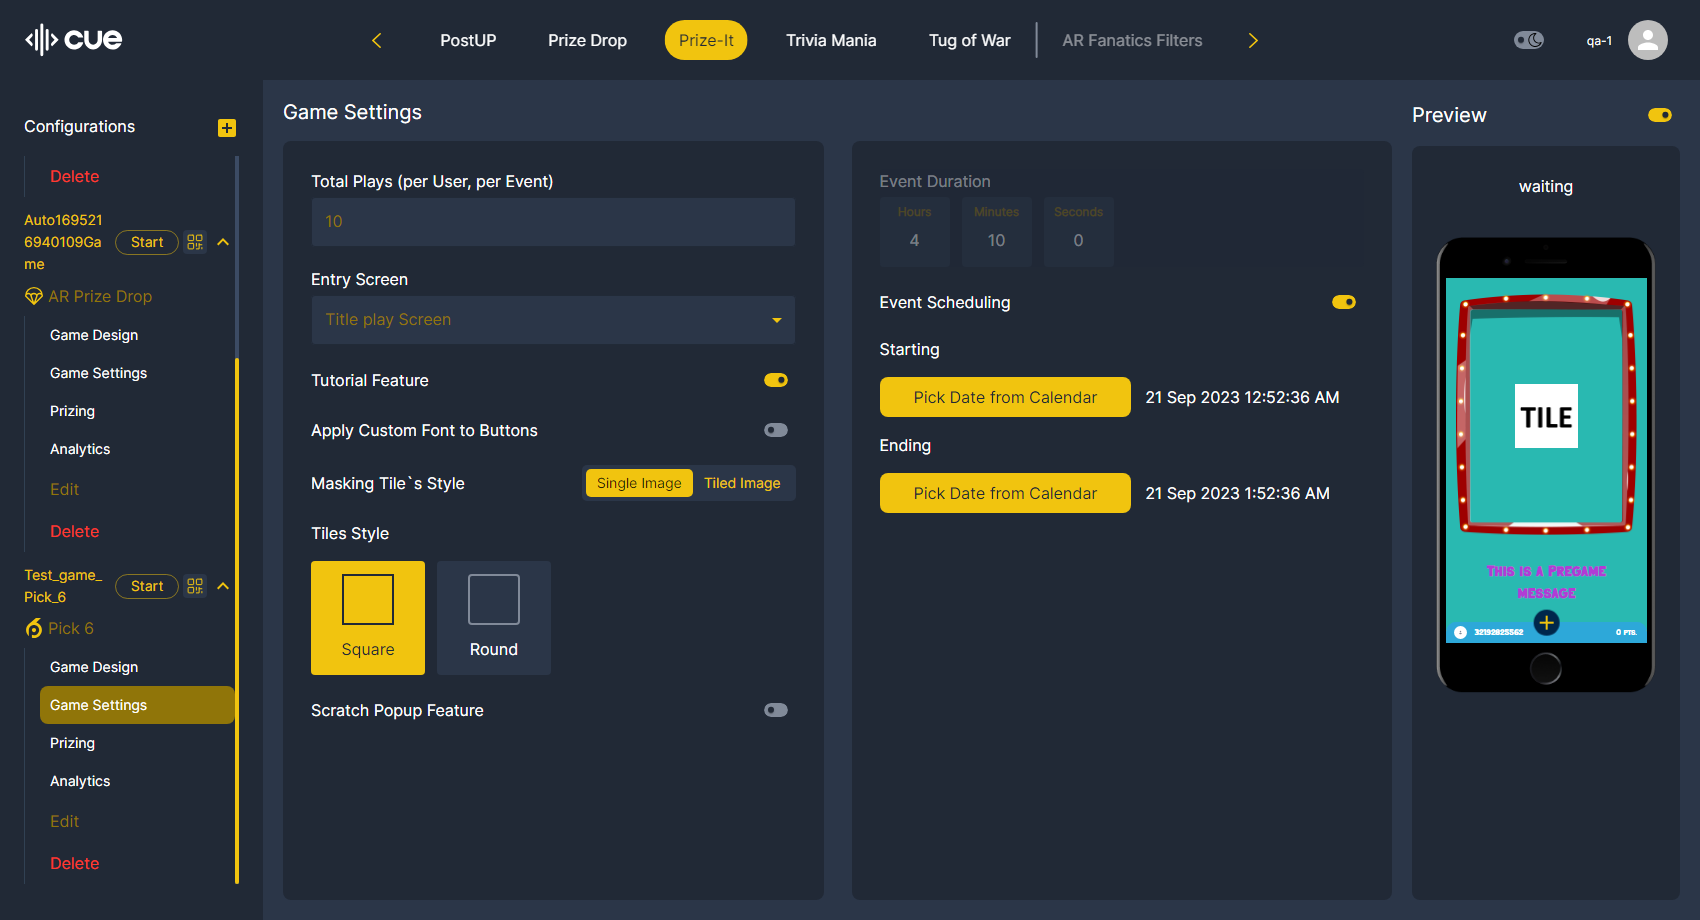 cue
PostUP
Prize Drop
Prize-It
Trivia Mania
Tug of War
AR Fanatics Filters
qa-1
Configurations
Delete
Auto169521
6940109Ga
me
Start
AR Prize Drop
Game Design
Game Settings
Prizing
Analytics
Edit
Delete
Test_game_
Pick_6
Start
Pick 6
Game Design
Game Settings
Prizing
Analytics
Edit
Delete
Game Settings
Total Plays (per User, per Event)
10
Entry Screen
Title play Screen
Tutorial Feature
Apply Custom Font to Buttons
Masking Tile`s Style
Single Image
Tiled Image
Tiles Style
Square
Round
Scratch Popup Feature
Event Duration
Hours
4
Minutes
10
Seconds
0
Event Scheduling
Starting
Pick Date from Calendar
21 Sep 2023 12:52:36 AM
Ending
Pick Date from Calendar
21 Sep 2023 1:52:36 AM
Preview
waiting
TILE
THIS IS A PREGAME
MESSAGE
32192825562
0 PTS.